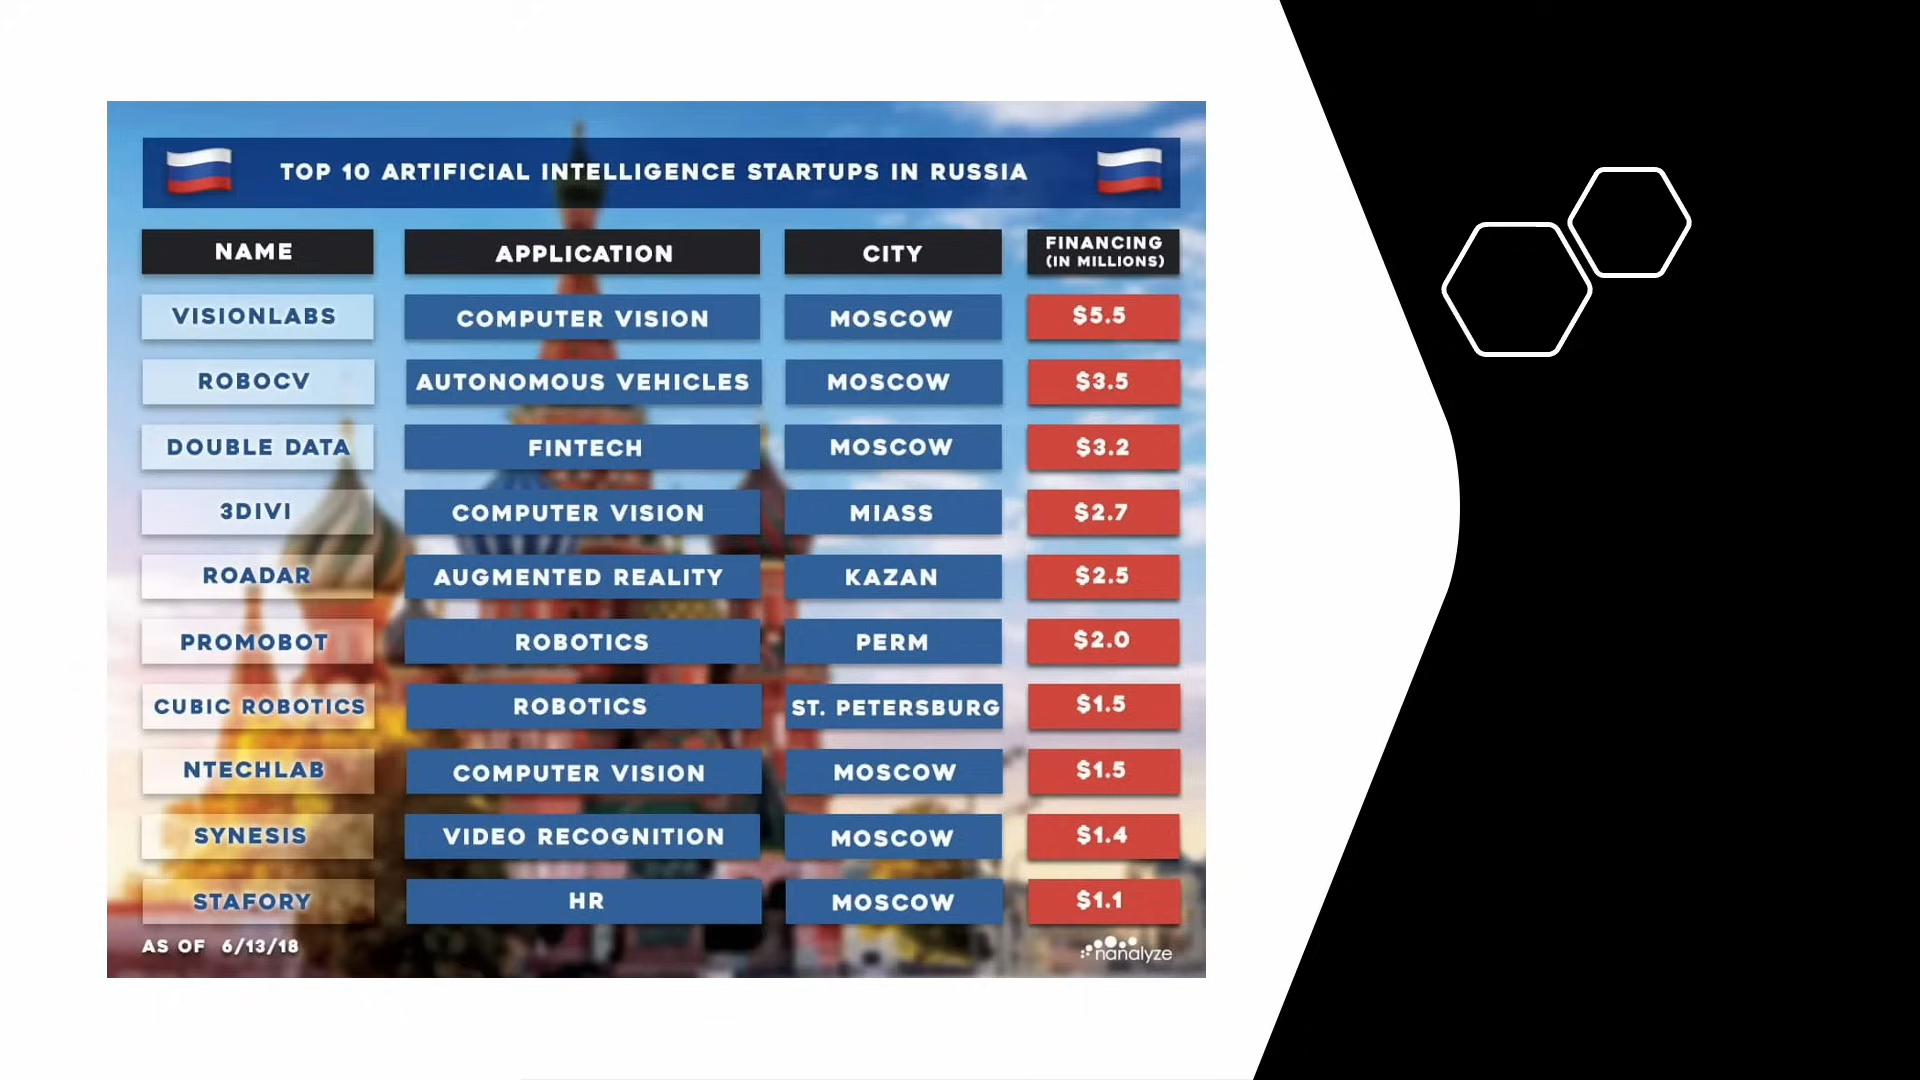 TOP 10 ARTIFICIAL INTELLIGENCE STARTUPS IN RUSSIA
NAME APPLICATION CITY FINANCING (IN MILLIONS)
VISIONLABS COMPUTER VISION MOSCOW $5.5
ROBOCV AUTONOMOUS VEHICLES MOSCOW $3.5
DOUBLE DATA FINTECH MOSCOW $3.2
3DIVI COMPUTER VISION MIASS $2.7
ROADAR AUGMENTED REALITY KAZAN $2.5
PROMOBOT ROBOTICS PERM $2.0
CUBIC ROBOTICS ROBOTICS ST. PETERSBURG $1.5
NTECHLAB COMPUTER VISION MOSCOW $1.5
SYNESIS VIDEO RECOGNITION MOSCOW $1.4
STAFORY HR MOSCOW $1.1
AS OF 6/13/18
nanalyze